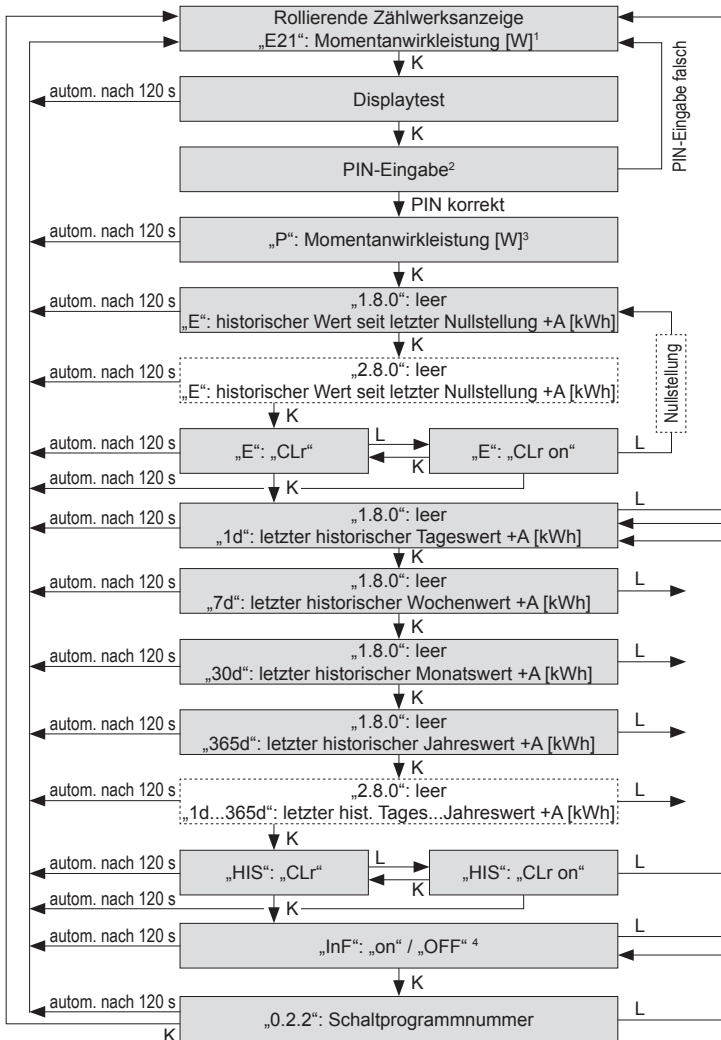 Rollierende Zählwerksanzeige
„E21“: Momentanwirkleistung [W]¹
K
autom. nach 120 s
Displaytest
PIN-Eingabe falsch
K
PIN-Eingabe²
PIN korrekt
autom. nach 120 s
„P“: Momentanwirkleistung [W]³
K
autom. nach 120 s
„1.8.0“: leer
„E“: historischer Wert seit letzter Nullstellung +A [kWh]
K
Nullstellung
autom. nach 120 s
„2.8.0“: leer
„E“: historischer Wert seit letzter Nullstellung +A [kWh]
K
autom. nach 120 s
„E“: „CLr“
L
K
„E“: „CLr on“
L
autom. nach 120 s
K
autom. nach 120 s
„1.8.0“: leer
„1d“: letzter historischer Tageswert +A [kWh]
L
K
autom. nach 120 s
„1.8.0“: leer
„7d“: letzter historischer Wochenwert +A [kWh]
L
K
autom. nach 120 s
„1.8.0“: leer
„30d“: letzter historischer Monatswert +A [kWh]
L
K
autom. nach 120 s
„1.8.0“: leer
„365d“: letzter historischer Jahreswert +A [kWh]
L
K
autom. nach 120 s
„2.8.0“: leer
„1d...365d“: letzter hist. Tages...Jahreswert +A [kWh]
L
K
autom. nach 120 s
„HIS“: „CLr“
L
K
„HIS“: „CLr on“
L
autom. nach 120 s
K
autom. nach 120 s
„InF“: „on“ / „OFF“ ⁴
L
K
autom. nach 120 s
„0.2.2“: Schaltprogrammnummer
L
K